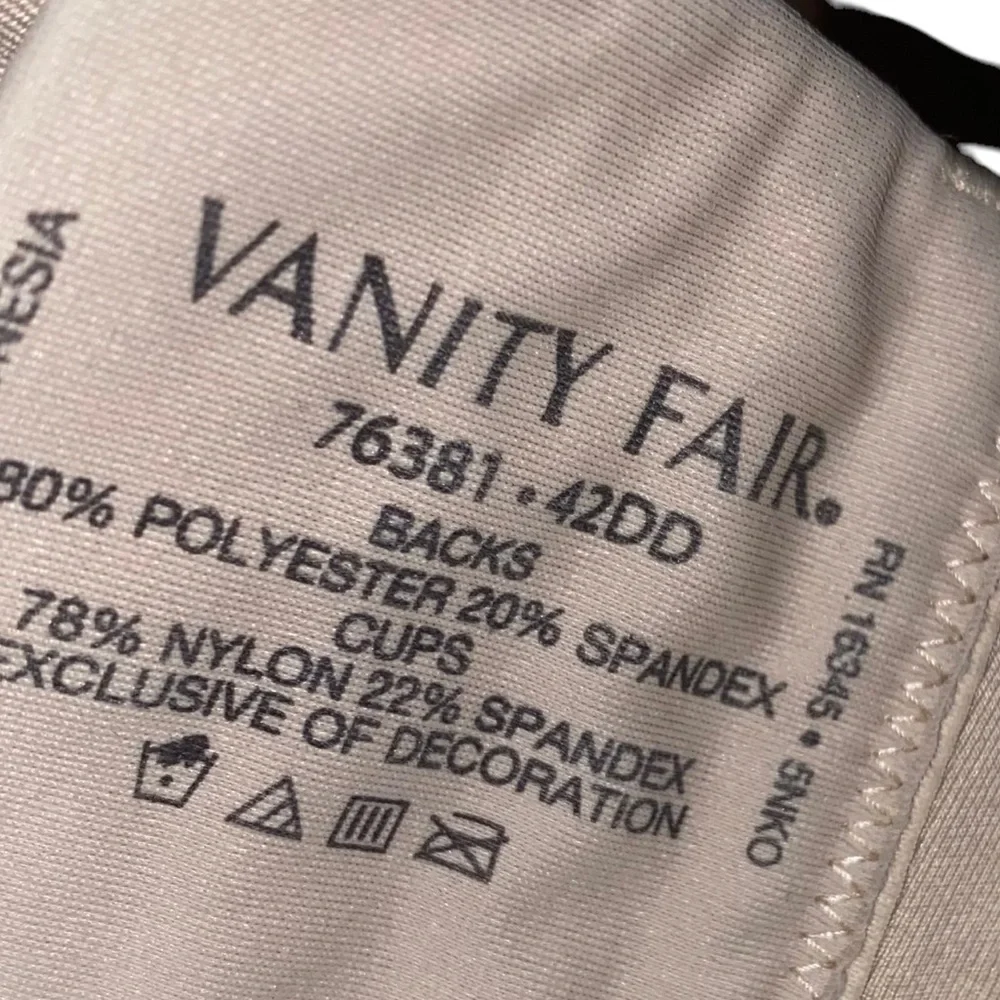 VANITY FAIR®
76381 • 42DD
BACKS
80% POLYESTER 20% SPANDEX
CUPS
78% NYLON 22% SPANDEX
EXCLUSIVE OF DECORATION
RN 16345 • 5NKO
NESIA